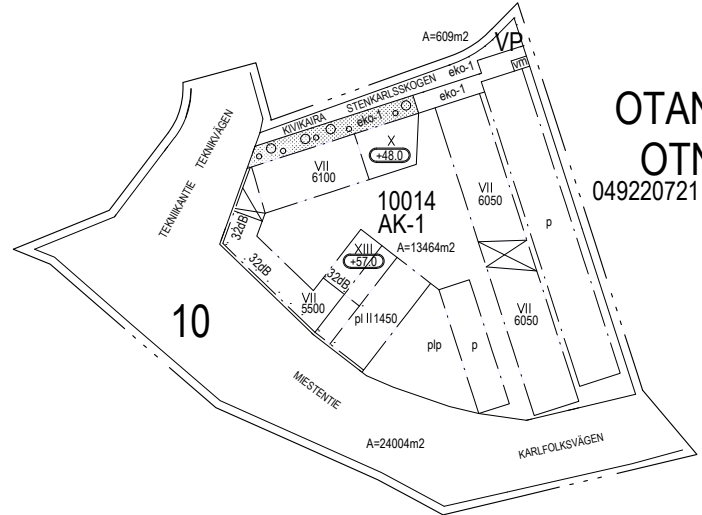 A=609m2
VP
vm
eko-1
eko-1
KIVIKAIRA STENKARLSSKOGEN
eko-1
TEKNIIKANTIE TEKNIKVÄGEN
OTAN
OTN
049220721
X
+48.0
VII
6100
10014
AK-1
A=13464m2
VII
6050
p
32dB
32dB
XIII
+57.0
32dB
VII
5500
pl II 1450
VII
6050
plp
p
10
MIESTENTIE
A=24004m2
KARLFOLKSVÄGEN